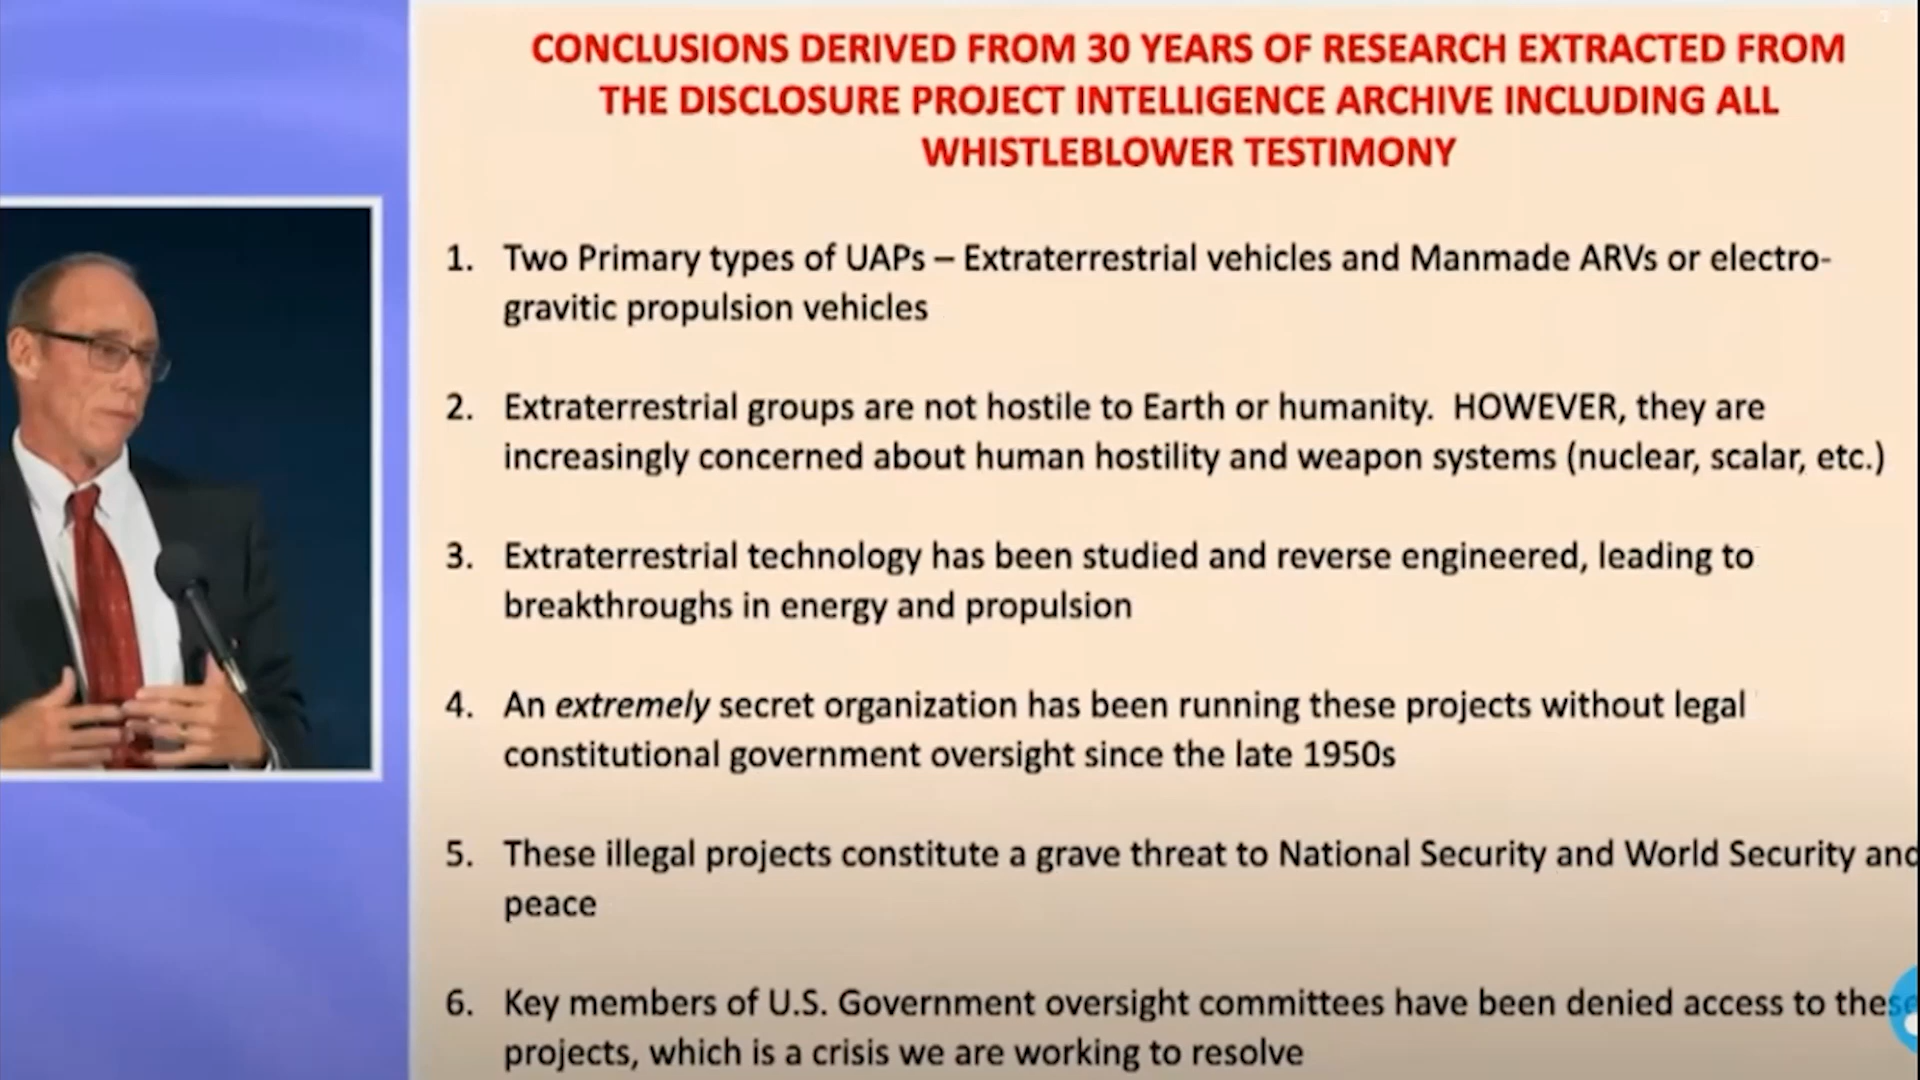 CONCLUSIONS DERIVED FROM 30 YEARS OF RESEARCH EXTRACTED FROM
THE DISCLOSURE PROJECT INTELLIGENCE ARCHIVE INCLUDING ALL
WHISTLEBLOWER TESTIMONY
1. Two Primary types of UAPs – Extraterrestrial vehicles and Manmade ARVs or electro-
gravitic propulsion vehicles
2. Extraterrestrial groups are not hostile to Earth or humanity. HOWEVER, they are
increasingly concerned about human hostility and weapon systems (nuclear, scalar, etc.)
3. Extraterrestrial technology has been studied and reverse engineered, leading to
breakthroughs in energy and propulsion
4. An extremely secret organization has been running these projects without legal
constitutional government oversight since the late 1950s
5. These illegal projects constitute a grave threat to National Security and World Security and
peace
6. Key members of U.S. Government oversight committees have been denied access to these
projects, which is a crisis we are working to resolve